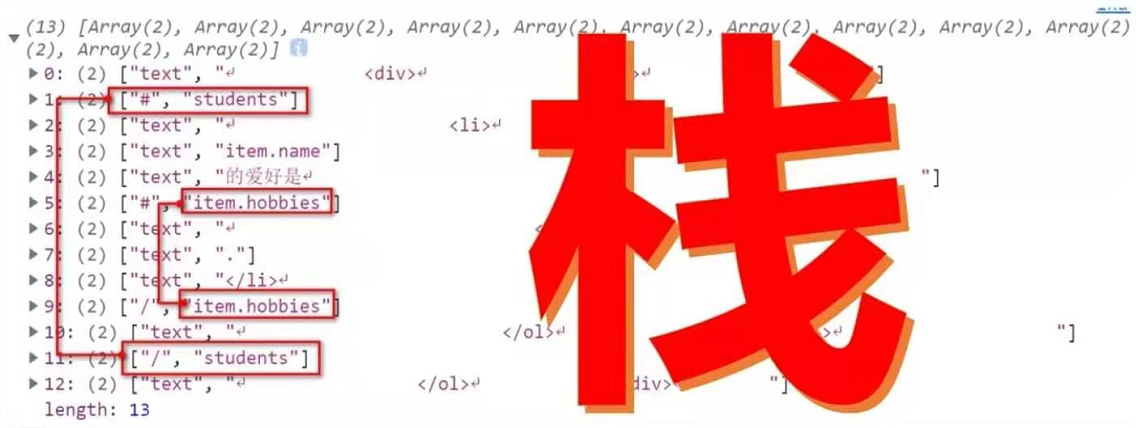 (13) [Array(2), Array(2), Array(2), Array(2), Array(2), Array(2), Array(2), Array(2), Array(2), Array(2), Array(2)
(2), Array(2), Array(2)]
0: (2) ["text", "↵ <div>↵ ]
1: (2) ["#", "students"]
2: (2) ["text", "↵ <li>↵
3: (2) ["text", "item.name"]
4: (2) ["text", "的爱好是↵ "]
5: (2) ["#", "item.hobbies"]
6: (2) ["text", "↵
7: (2) ["text", "."]
8: (2) ["text", "</li>↵
9: (2) ["/", "item.hobbies"]
10: (2) ["text", "↵ </ol>↵ >↵ "]
11: (2) ["/", "students"]
12: (2) ["text", "↵ </ol>↵ div>↵ "]
length: 13
栈